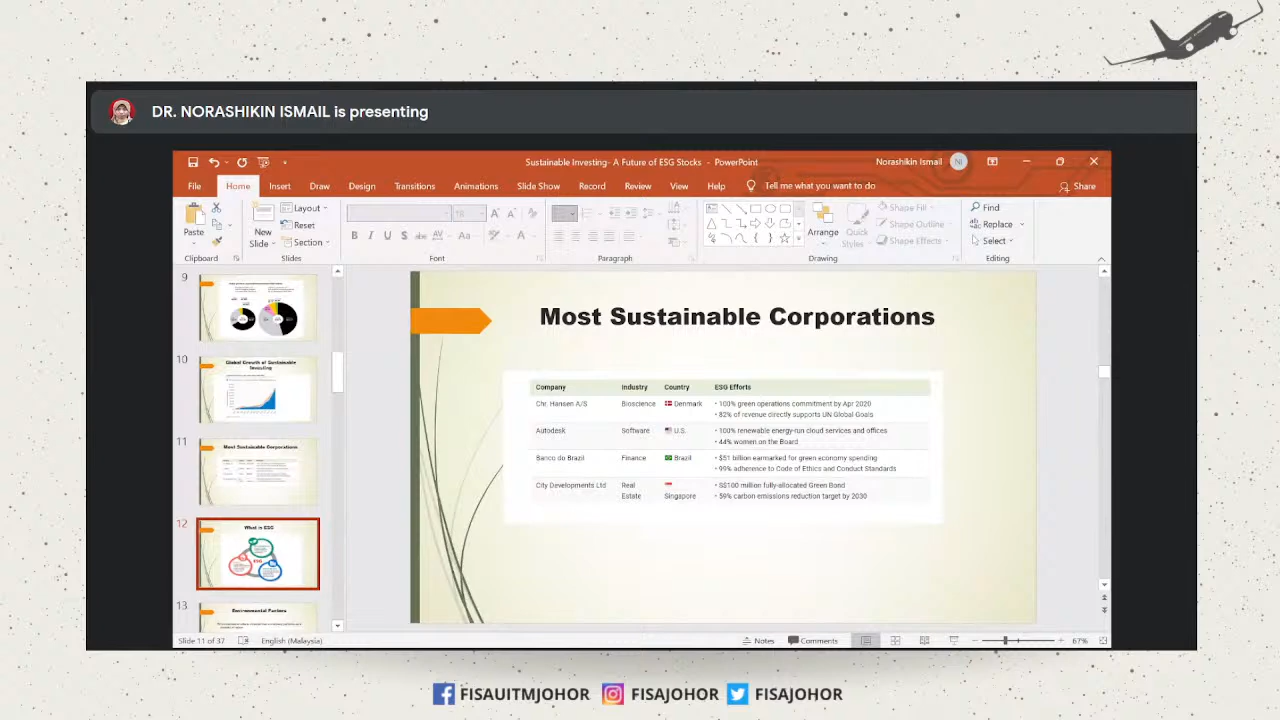 DR. NORASHIKIN ISMAIL is presenting
Sustainable Investing- A Future of ESG Stocks - PowerPoint
Norashikin Ismail NI
File Home Insert Draw Design Transitions Animations Slide Show Record Review View Help Tell me what you want to do Share
Paste
New
Slide
Layout
Reset
Section
18
Arrange
Quick
Styles
Shape Fill
Shape Outline
Shape Effects
Find
Replace
Select
Clipboard Slides Font Paragraph Drawing Editing
9
10
Global Growth of Sustainable
Investing
11
Most Sustainable Corporations
12
What is ESG
13
Environmental Factors
Most Sustainable Corporations
Company Industry Country ESG Efforts
Chr. Hansen A/S Bioscience Denmark • 100% green operations commitment by Apr 2020
• 82% of revenue directly supports UN Global Goals
Autodesk Software U.S. • 100% renewable energy-run cloud services and offices
• 44% women on the Board
Banco do Brazil Finance Brazil • $51 billion earmarked for green economy spending
• 99% adherence to Code of Ethics and Conduct Standards
City Developments Ltd Real Estate Singapore • S$100 million fully-allocated Green Bond
• 59% carbon emissions reduction target by 2030
Slide 11 of 37 English (Malaysia) Notes Comments 67%
FISAUITMJOHOR FISAJOHOR FISAJOHOR